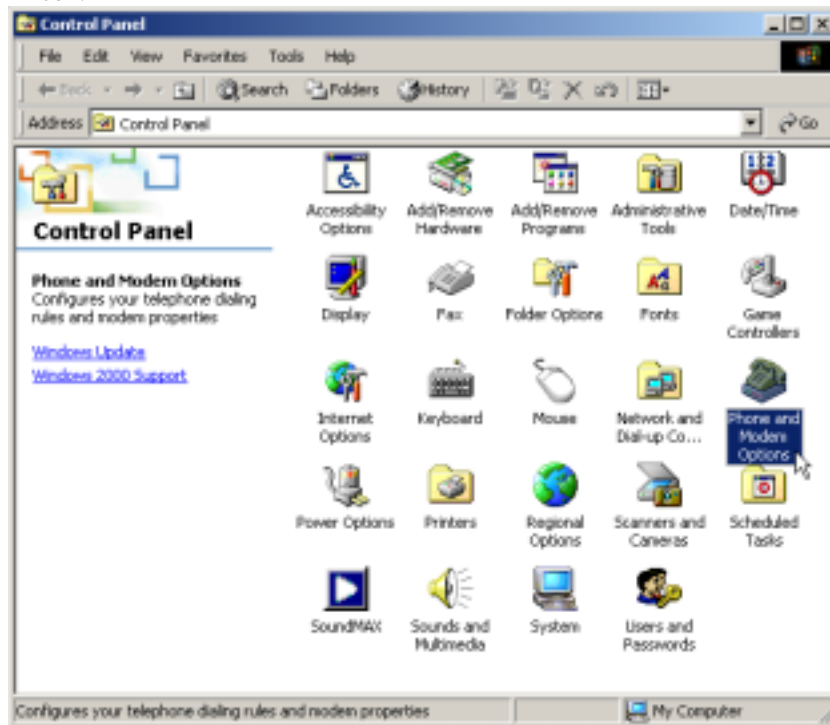 Control Panel
File Edit View Favorites Tools Help
Back Search Folders History
Address Control Panel Go
Control Panel
Phone and Modem Options
Configures your telephone dialing
rules and modem properties
Windows Update
Windows 2000 Support
Accessibility
Options
Add/Remove
Hardware
Add/Remove
Programs
Administrative
Tools
Date/Time
Display
Fax
Folder Options
Fonts
Game
Controllers
Internet
Options
Keyboard
Mouse
Network and
Dial-up Co...
Phone and
Modem
Options
Power Options
Printers
Regional
Options
Scanners and
Cameras
Scheduled
Tasks
SoundMAX
Sounds and
Multimedia
System
Users and
Passwords
Configures your telephone dialing rules and modem properties My Computer